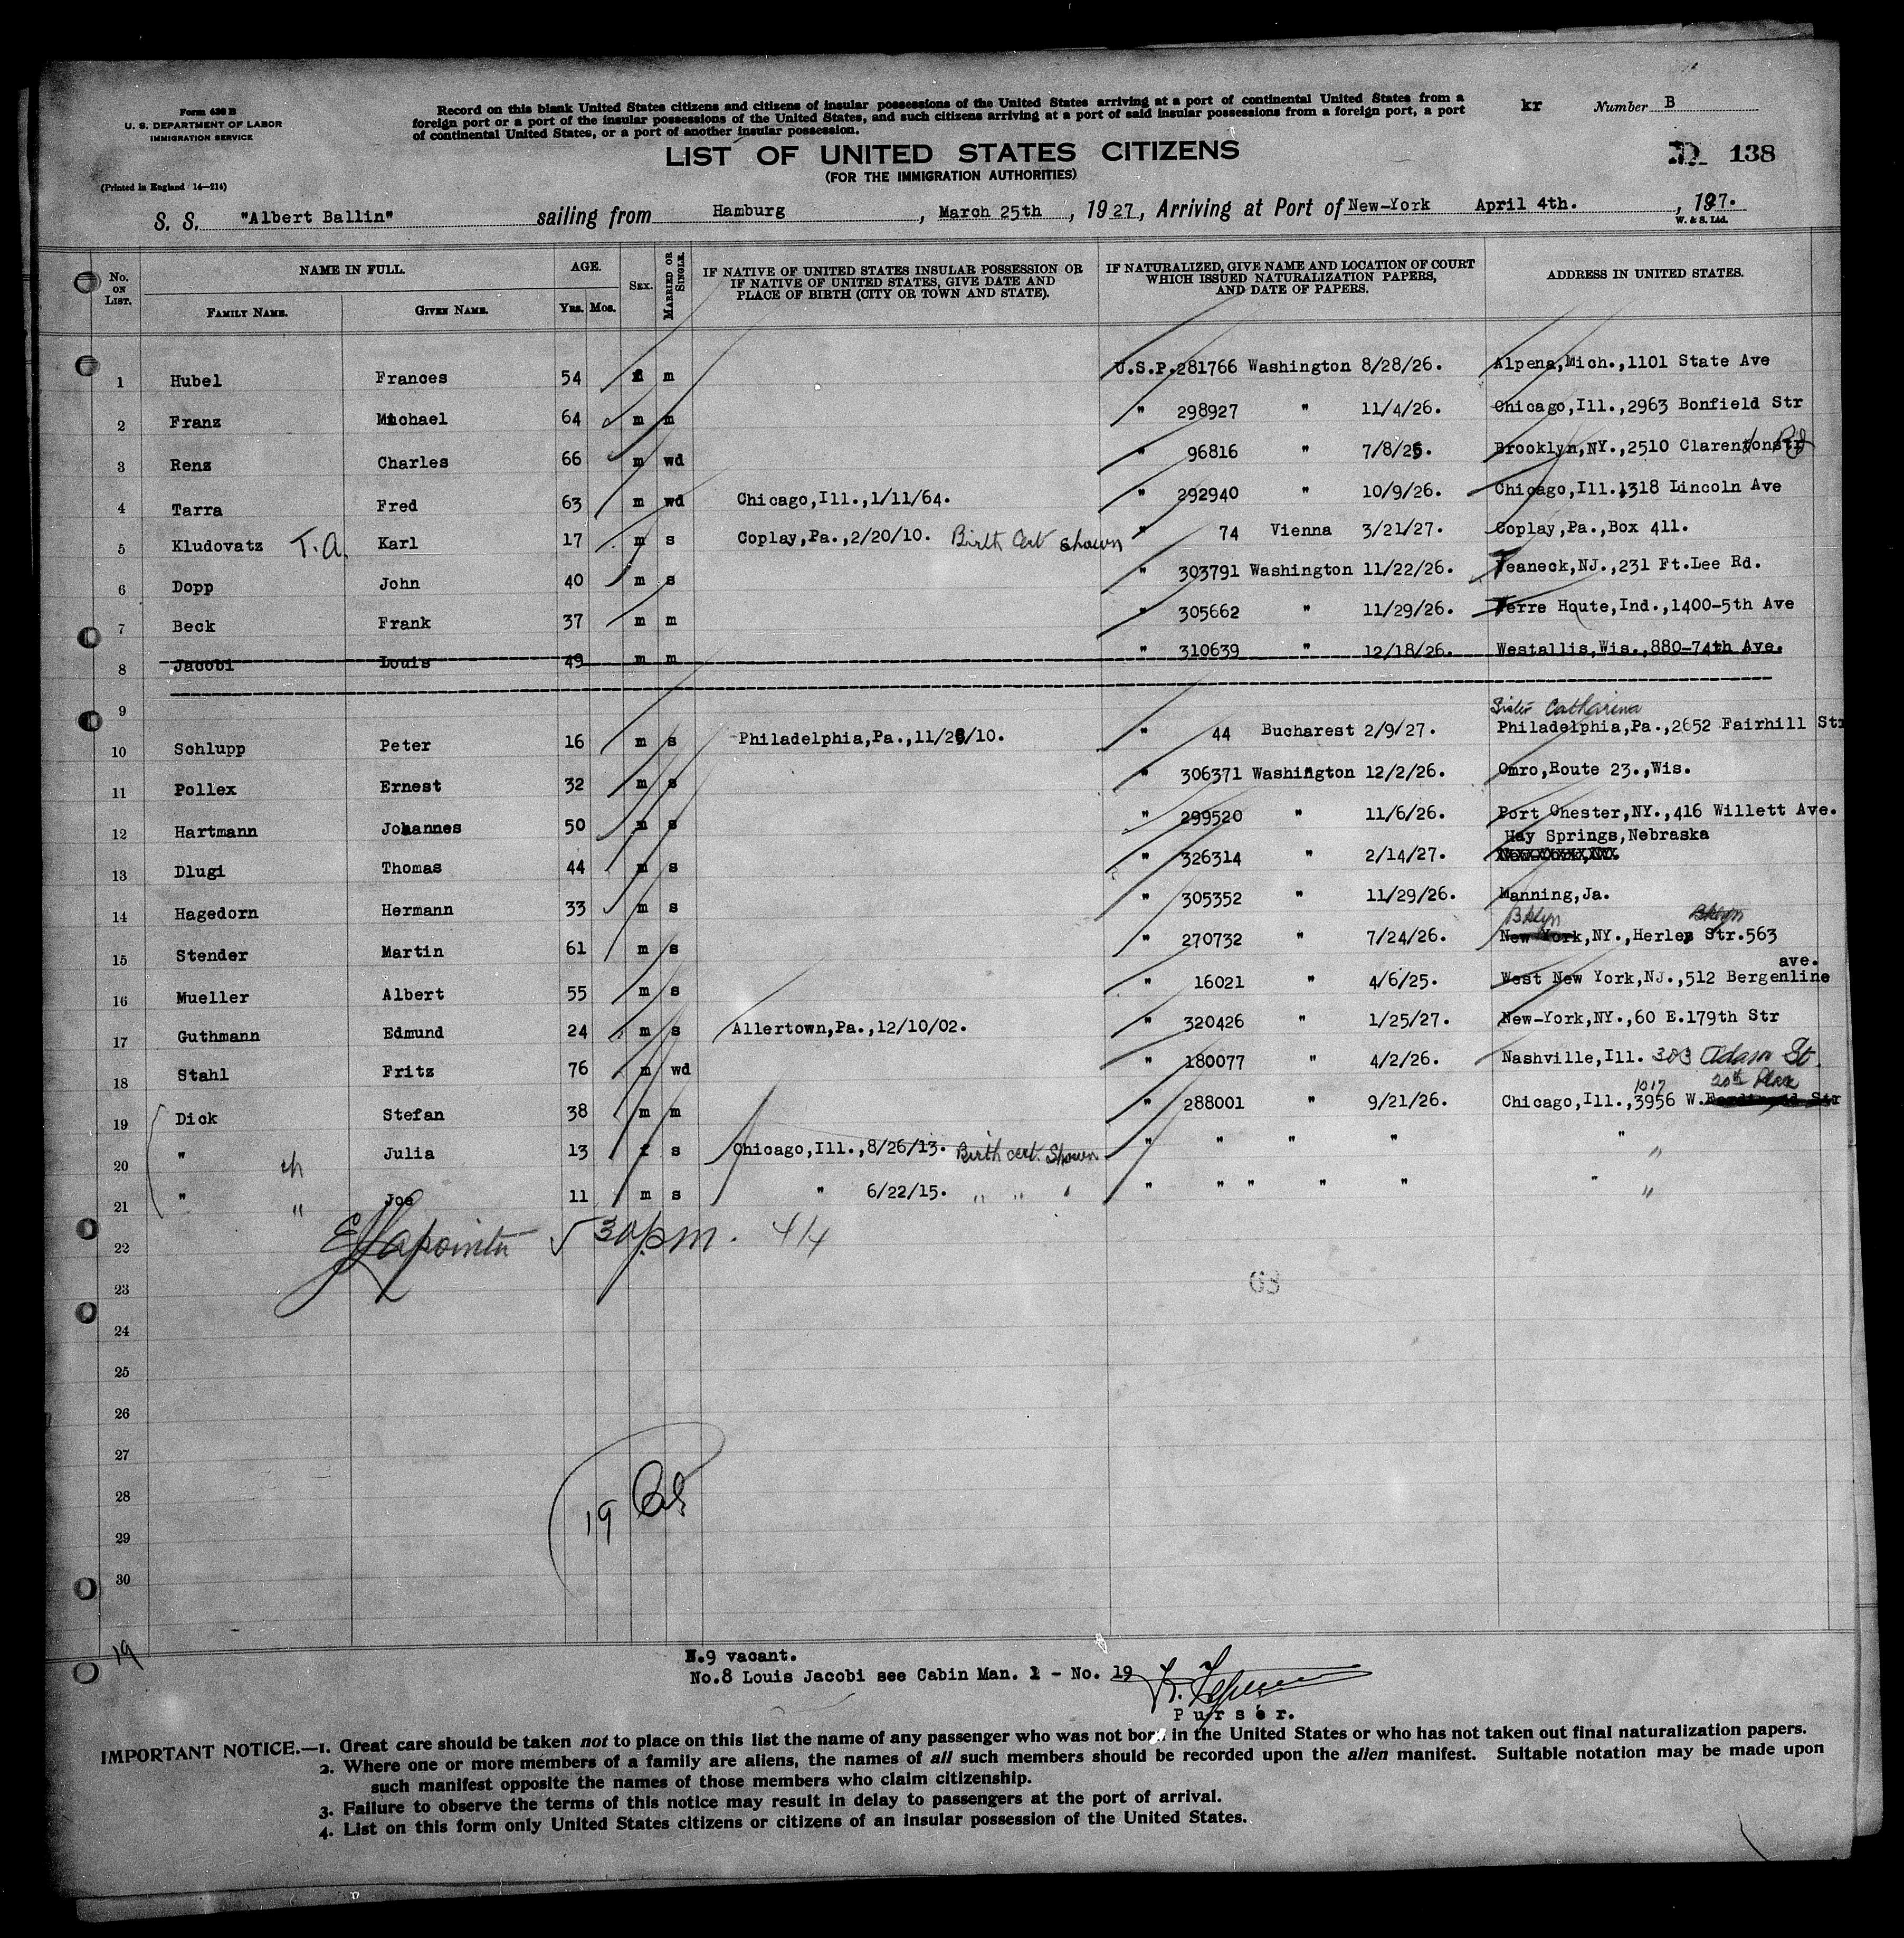 Form 630 B
U. S. DEPARTMENT OF LABOR
IMMIGRATION SERVICE
(Printed in England 14—214)
Record on this blank United States citizens and citizens of insular possessions of the United States arriving at a port of continental United States from a
foreign port or a port of the insular possessions of the United States, and such citizens arriving at a port of said insular possessions from a foreign port, a port
of continental United States, or a port of another insular possession.
kr Number B
138
LIST OF UNITED STATES CITIZENS
(FOR THE IMMIGRATION AUTHORITIES)
S. S. "Albert Ballin" sailing from Hamburg, March 25th, 1927, Arriving at Port of New-York April 4th., 1927.
W. & S. Ltd.
No. ON LIST. NAME IN FULL. FAMILY NAME. GIVEN NAME. AGE. YRS. MOS. SEX. MARRIED OR SINGLE. IF NATIVE OF UNITED STATES INSULAR POSSESSION OR IF NATIVE OF UNITED STATES, GIVE DATE AND PLACE OF BIRTH (CITY OR TOWN AND STATE). IF NATURALIZED, GIVE NAME AND LOCATION OF COURT WHICH ISSUED NATURALIZATION PAPERS, AND DATE OF PAPERS. ADDRESS IN UNITED STATES.
1 Hubel Frances 54 f m U.S.P.281766 Washington 8/28/26. Alpena,Mich.,1101 State Ave
2 Franz Michael 64 m m " 298927 " 11/4/26. Chicago,Ill.,2963 Bonfield Str
3 Renz Charles 66 m wd " 96816 " 7/8/25. Brooklyn,NY.,2510 Clarendon Rd
4 Tarra Fred 63 m wd Chicago,Ill.,1/11/64. " 292940 " 10/9/26. Chicago,Ill.1318 Lincoln Ave
5 Kludovatz T.A. Karl 17 m s Coplay,Pa.,2/20/10. Birth Cert shown " 74 Vienna 3/21/27. Coplay,Pa.,Box 411.
6 Dopp John 40 m s " 303791 Washington 11/22/26. Teaneck,NJ.,231 Ft.Lee Rd.
7 Beck Frank 37 m m " 305662 " 11/29/26. Terre Houte,Ind.,1400-5th Ave
8 Jacobi Louis 49 m m " 310639 " 12/18/26. Westallis,Wis.,880-74th Ave.
9
Sister Catharina
10 Schlupp Peter 16 m s Philadelphia,Pa.,11/26/10. " 44 Bucharest 2/9/27. Philadelphia,Pa.,2652 Fairhill Str
11 Pollex Ernest 32 m s " 306371 Washington 12/2/26. Omro,Route 23.,Wis.
12 Hartmann Johannes 50 m s " 299520 " 11/6/26. Port Chester,NY.,416 Willett Ave.
13 Dlugi Thomas 44 m s " 326314 " 2/14/27. Hay Springs,Nebraska
14 Hagedorn Hermann 33 m s " 305352 " 11/29/26. Manning,Ja.
Bklyn Bklyn
15 Stender Martin 61 m s " 270732 " 7/24/26. New York,NY.,Herley Str.563
16 Mueller Albert 55 m s " 16021 " 4/6/25. West New York,NJ.,512 Bergenline ave.
17 Guthmann Edmund 24 m s Allertown,Pa.,12/10/02. " 320426 " 1/25/27. New-York,NY.,60 E.179th Str
18 Stahl Fritz 76 m wd " 180077 " 4/2/26. Nashville,Ill. 303 Adam St.
1017 20th Place
19 Dick Stefan 38 m m " 288001 " 9/21/26. Chicago,Ill.,3956 W. Ferdinand Str
20 " ch Julia 13 f s Chicago,Ill.,8/26/13. Birth cert. Shown " " " " " "
21 " " Joe 11 m s " 6/22/15. " " " " " " " " " "
22 30pm. 4/4
23 63
24
25
26
27
28 19
29
30
19
N.9 vacant.
No.8 Louis Jacobi see Cabin Man. 1 - No. 19
Purser.
IMPORTANT NOTICE.—1. Great care should be taken not to place on this list the name of any passenger who was not born in the United States or who has not taken out final naturalization papers.
2. Where one or more members of a family are aliens, the names of all such members should be recorded upon the alien manifest. Suitable notation may be made upon
such manifest opposite the names of those members who claim citizenship.
3. Failure to observe the terms of this notice may result in delay to passengers at the port of arrival.
4. List on this form only United States citizens or citizens of an insular possession of the United States.